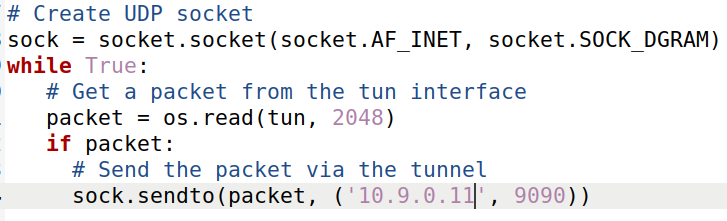 # Create UDP socket
sock = socket.socket(socket.AF_INET, socket.SOCK_DGRAM)
while True:
   # Get a packet from the tun interface
   packet = os.read(tun, 2048)
   if packet:
     # Send the packet via the tunnel
     sock.sendto(packet, ('10.9.0.11', 9090))